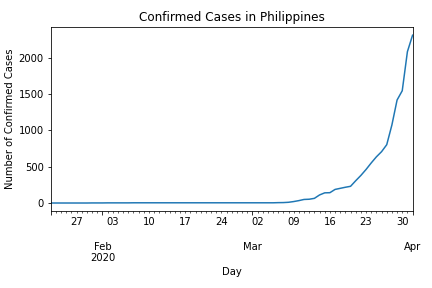 Confirmed Cases in Philippines
Number of Confirmed Cases
2000
1500
1000
500
0
27 03 10 17 24 02 09 16 23 30
Feb Mar Apr
2020
Day